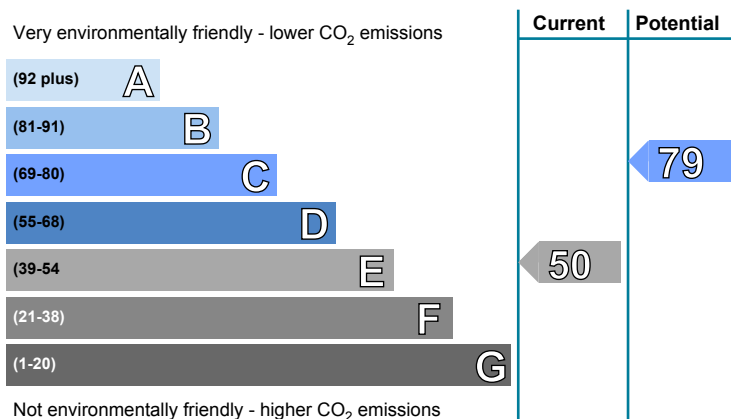 Current Potential
Very environmentally friendly - lower CO2 emissions
(92 plus) A
(81-91) B
(69-80) C
79
(55-68) D
(39-54 E
50
(21-38) F
(1-20) G
Not environmentally friendly - higher CO2 emissions